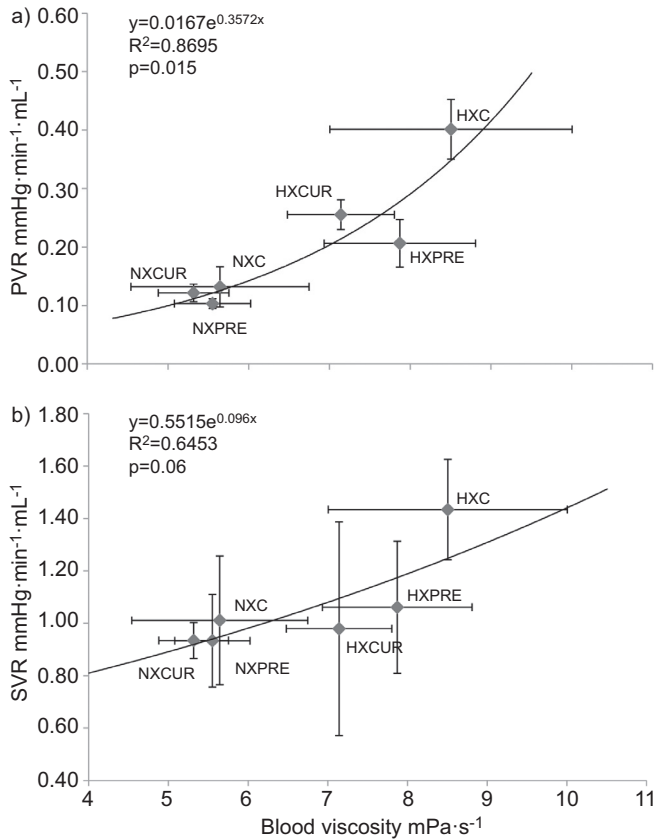 a)
y=0.0167e^0.3572x
R²=0.8695
p=0.015
PVR mmHg·min⁻¹·mL⁻¹
0.60
0.50
0.40
0.30
0.20
0.10
0.00
HXC
HXCUR
HXPRE
NXCUR
NXC
NXPRE
b)
y=0.5515e^0.096x
R²=0.6453
p=0.06
SVR mmHg·min⁻¹·mL⁻¹
1.80
1.60
1.40
1.20
1.00
0.80
0.60
0.40
HXC
HXPRE
NXC
HXCUR
NXCUR
NXPRE
4 5 6 7 8 9 10 11
Blood viscosity mPa·s⁻¹